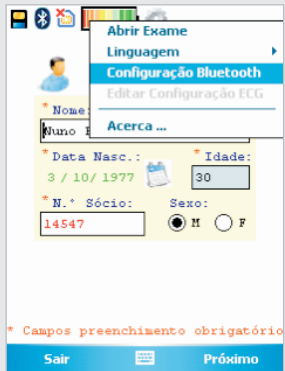 Abrir Exame
Linguagem
Configuração Bluetooth
Editar Configuração ECG
Acerca ...
* Nome:
Nuno
* Data Nasc.: * Idade:
3 / 10/ 1977 30
* N.° Sócio: Sexo:
14547 M F
* Campos preenchimento obrigatório
Sair Próximo